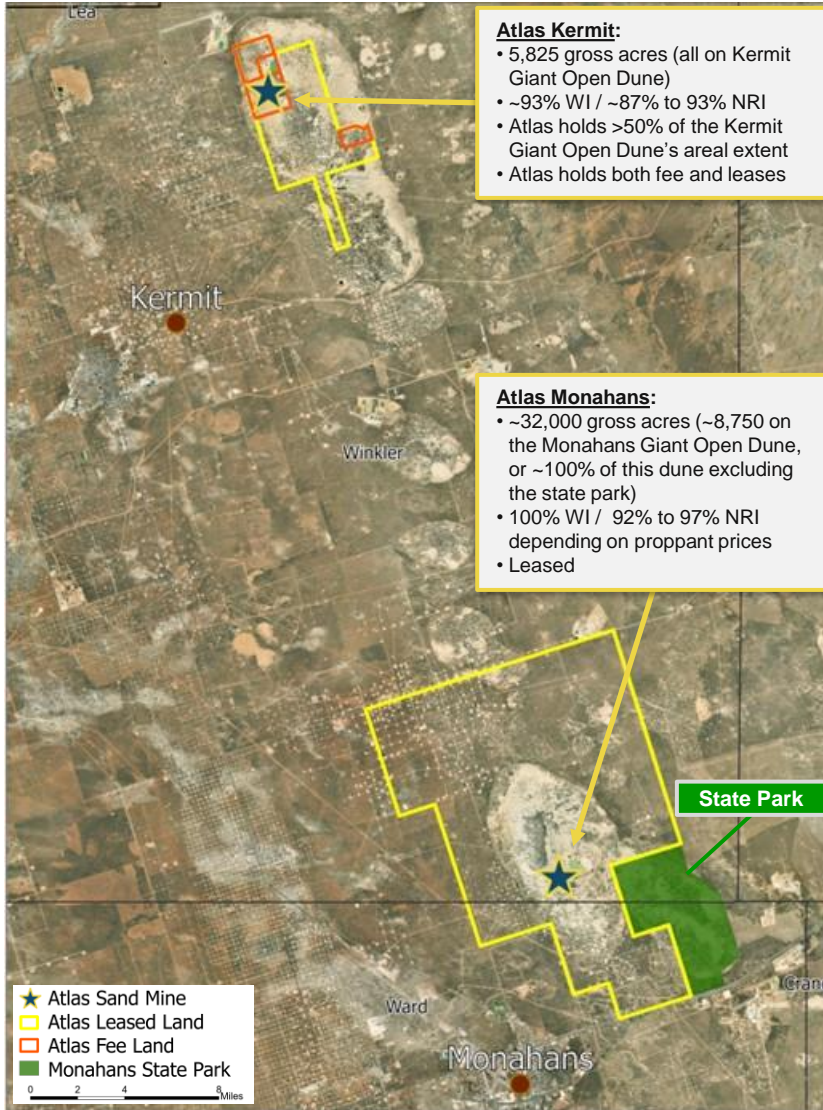 Lea
Atlas Kermit:
• 5,825 gross acres (all on Kermit
Giant Open Dune)
• ~93% WI / ~87% to 93% NRI
• Atlas holds >50% of the Kermit
Giant Open Dune's areal extent
• Atlas holds both fee and leases
Kermit
Atlas Monahans:
• ~32,000 gross acres (~8,750 on
the Monahans Giant Open Dune,
or ~100% of this dune excluding
the state park)
• 100% WI / 92% to 97% NRI
depending on proppant prices
• Leased
Winkler
State Park
Crane
Ward
Monahans
Atlas Sand Mine
Atlas Leased Land
Atlas Fee Land
Monahans State Park
0 2 4 8
Miles